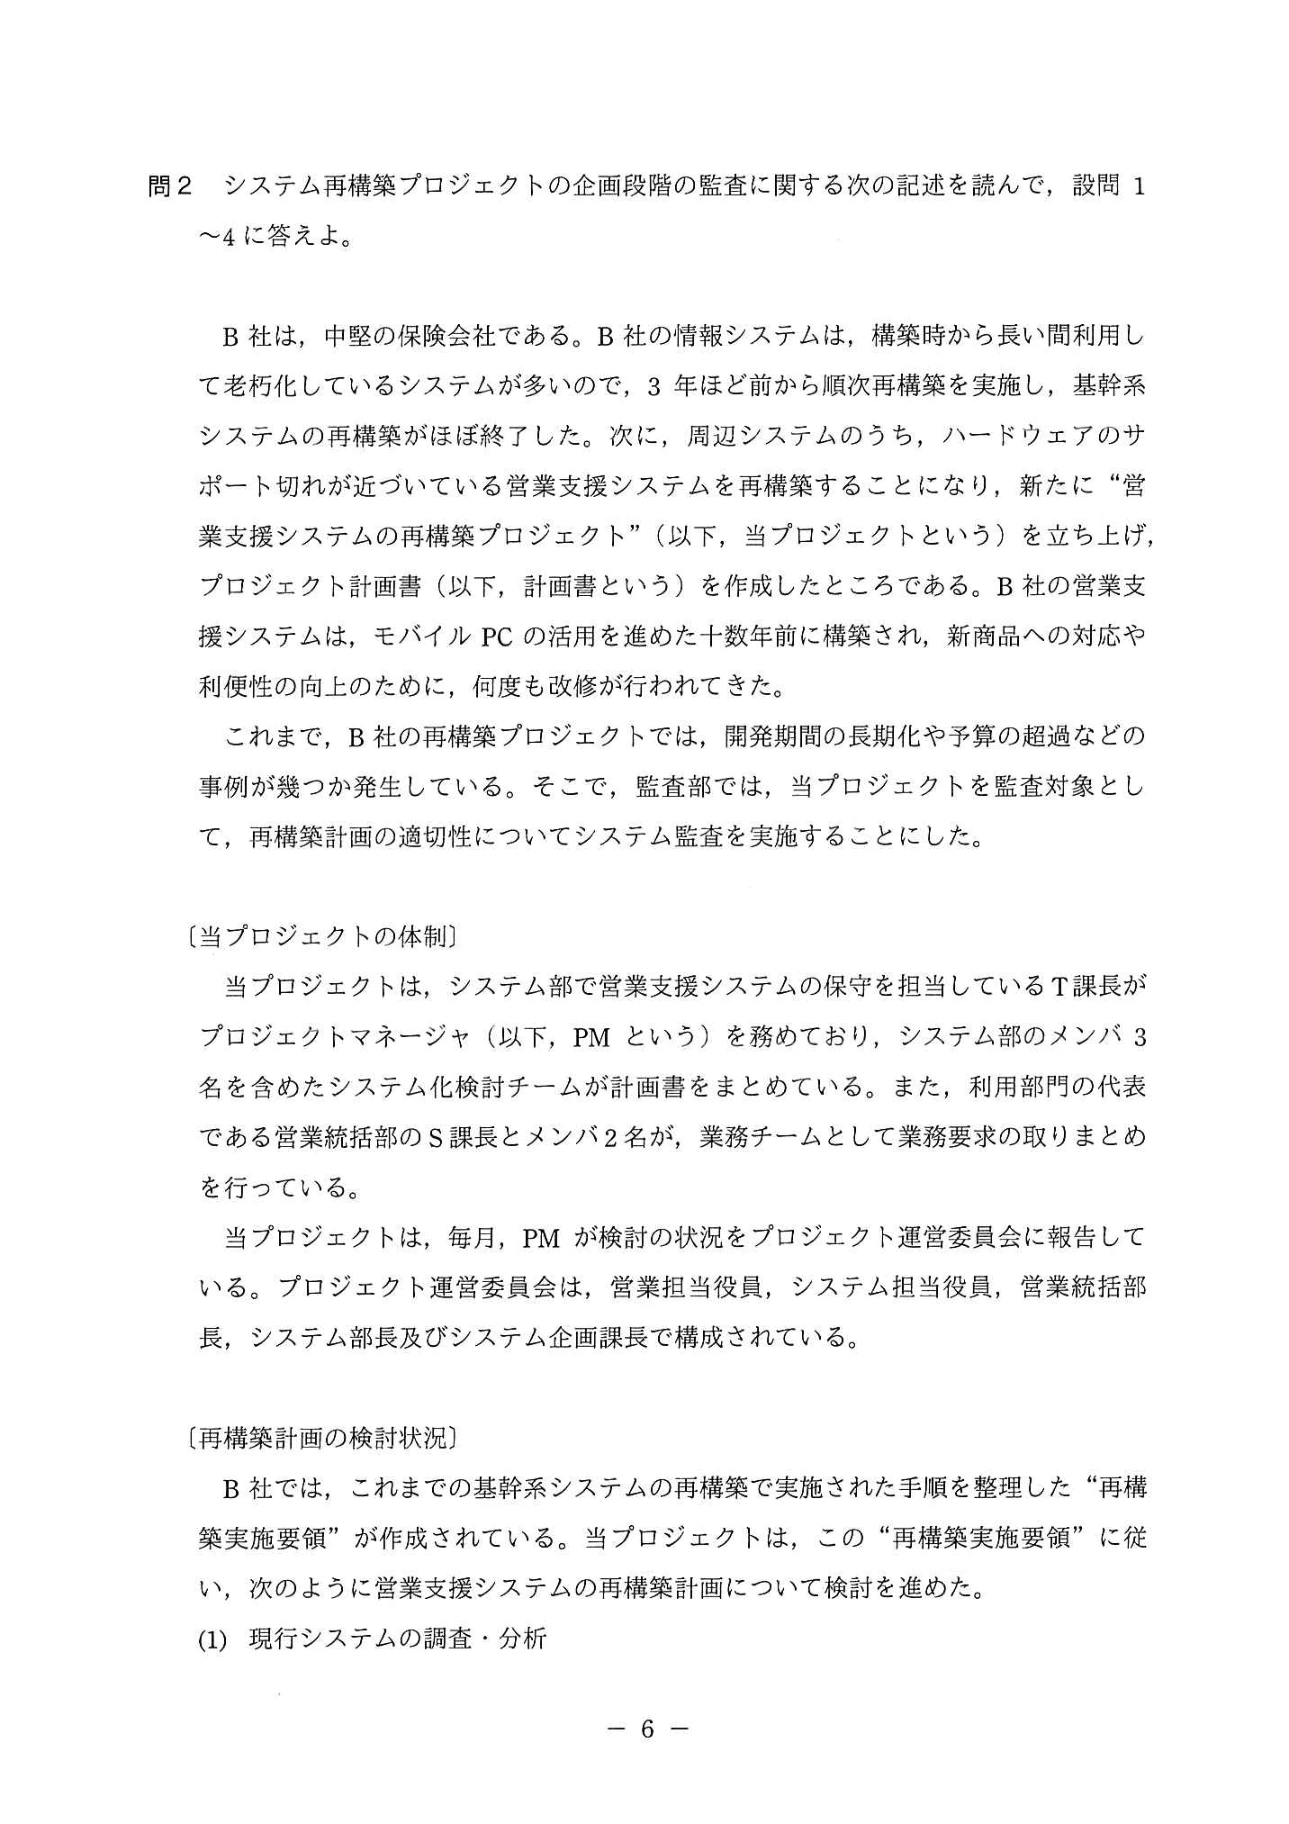 問2　システム再構築プロジェクトの企画段階の監査に関する次の記述を読んで，設問 1
～4 に答えよ。
B 社は，中堅の保険会社である。B 社の情報システムは，構築時から長い間利用し
て老朽化しているシステムが多いので，3 年ほど前から順次再構築を実施し，基幹系
システムの再構築がほぼ終了した。次に，周辺システムのうち，ハードウェアのサ
ポート切れが近づいている営業支援システムを再構築することになり，新たに“営
業支援システムの再構築プロジェクト”（以下，当プロジェクトという）を立ち上げ，
プロジェクト計画書（以下，計画書という）を作成したところである。B 社の営業支
援システムは，モバイル PC の活用を進めた十数年前に構築され，新商品への対応や
利便性の向上のために，何度も改修が行われてきた。
これまで，B 社の再構築プロジェクトでは，開発期間の長期化や予算の超過などの
事例が幾つか発生している。そこで，監査部では，当プロジェクトを監査対象とし
て，再構築計画の適切性についてシステム監査を実施することにした。
〔当プロジェクトの体制〕
当プロジェクトは，システム部で営業支援システムの保守を担当している T 課長が
プロジェクトマネージャ（以下，PM という）を務めており，システム部のメンバ 3
名を含めたシステム化検討チームが計画書をまとめている。また，利用部門の代表
である営業統括部の S 課長とメンバ 2 名が，業務チームとして業務要求の取りまとめ
を行っている。
当プロジェクトは，毎月，PM が検討の状況をプロジェクト運営委員会に報告して
いる。プロジェクト運営委員会は，営業担当役員，システム担当役員，営業統括部
長，システム部長及びシステム企画課長で構成されている。
〔再構築計画の検討状況〕
B 社では，これまでの基幹系システムの再構築で実施された手順を整理した“再構
築実施要領”が作成されている。当プロジェクトは，この“再構築実施要領”に従
い，次のように営業支援システムの再構築計画について検討を進めた。
(1)　現行システムの調査・分析
－ 6 －